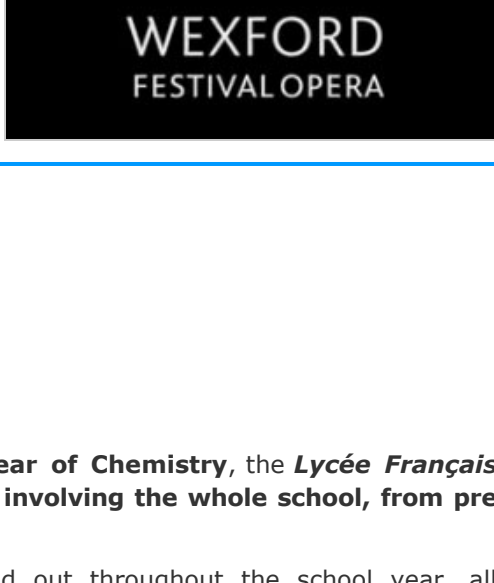 WEXFORD
FESTIVAL OPERA
ear of Chemistry, the Lycée Français
involving the whole school, from pre
d out throughout the school year, all